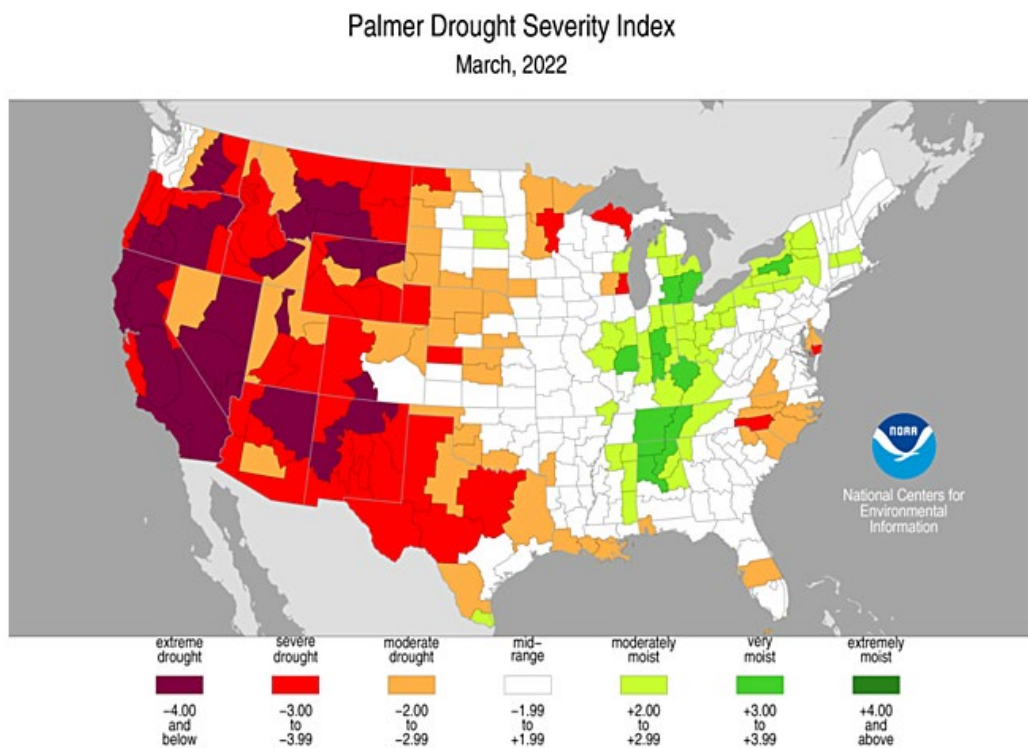 Palmer Drought Severity Index
March, 2022
NOAA
National Centers for
Environmental
Information
extreme
drought
severe
drought
moderate
drought
mid–
range
moderately
moist
very
moist
extremely
moist
−4.00
and
below
−3.00
to
−3.99
−2.00
to
−2.99
−1.99
to
+1.99
+2.00
to
+2.99
+3.00
to
+3.99
+4.00
and
above